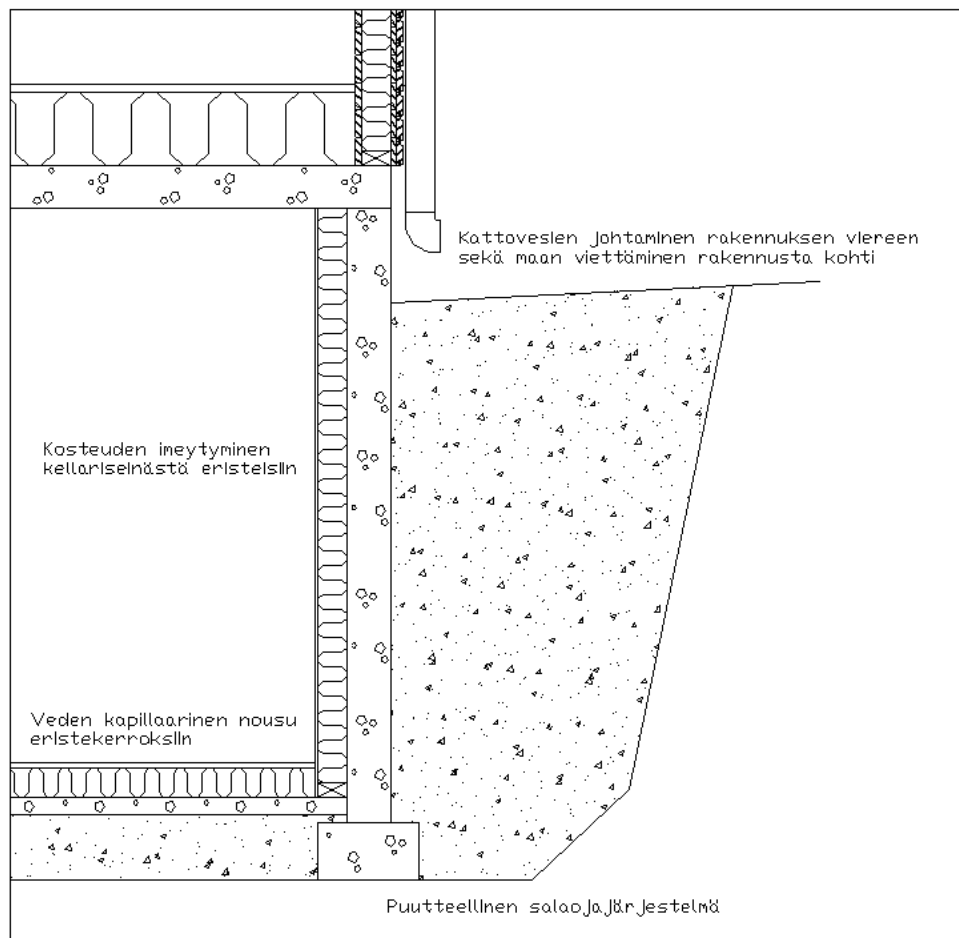 Kattovesien johtaminen rakennuksen viereen
sekä maan viettäminen rakennusta kohti
Kosteuden imeytyminen
kellariseinästä eristeisiin
Veden kapillaarinen nousu
eristekerroksiin
Puutteellinen salaojajärjestelmä